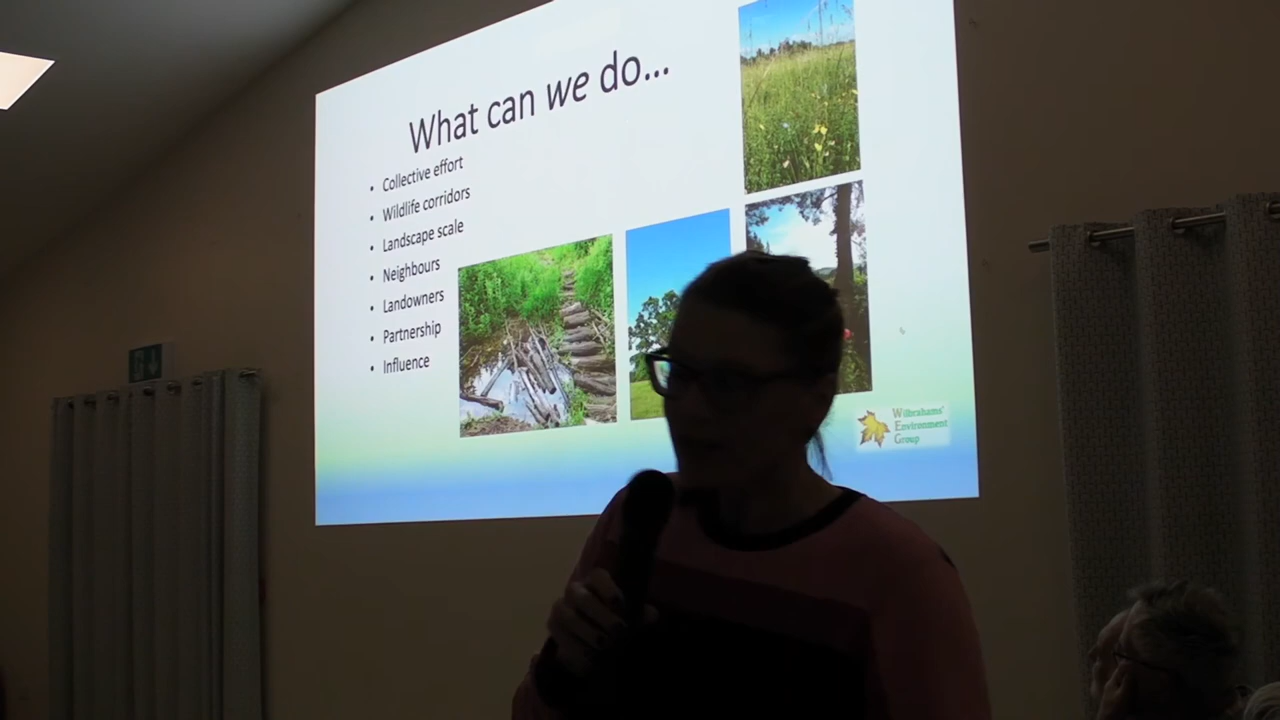 What can we do...
• Collective effort
• Wildlife corridors
• Landscape scale
• Neighbours
• Landowners
• Partnership
• Influence
Wilbrahams'
Environment
Group